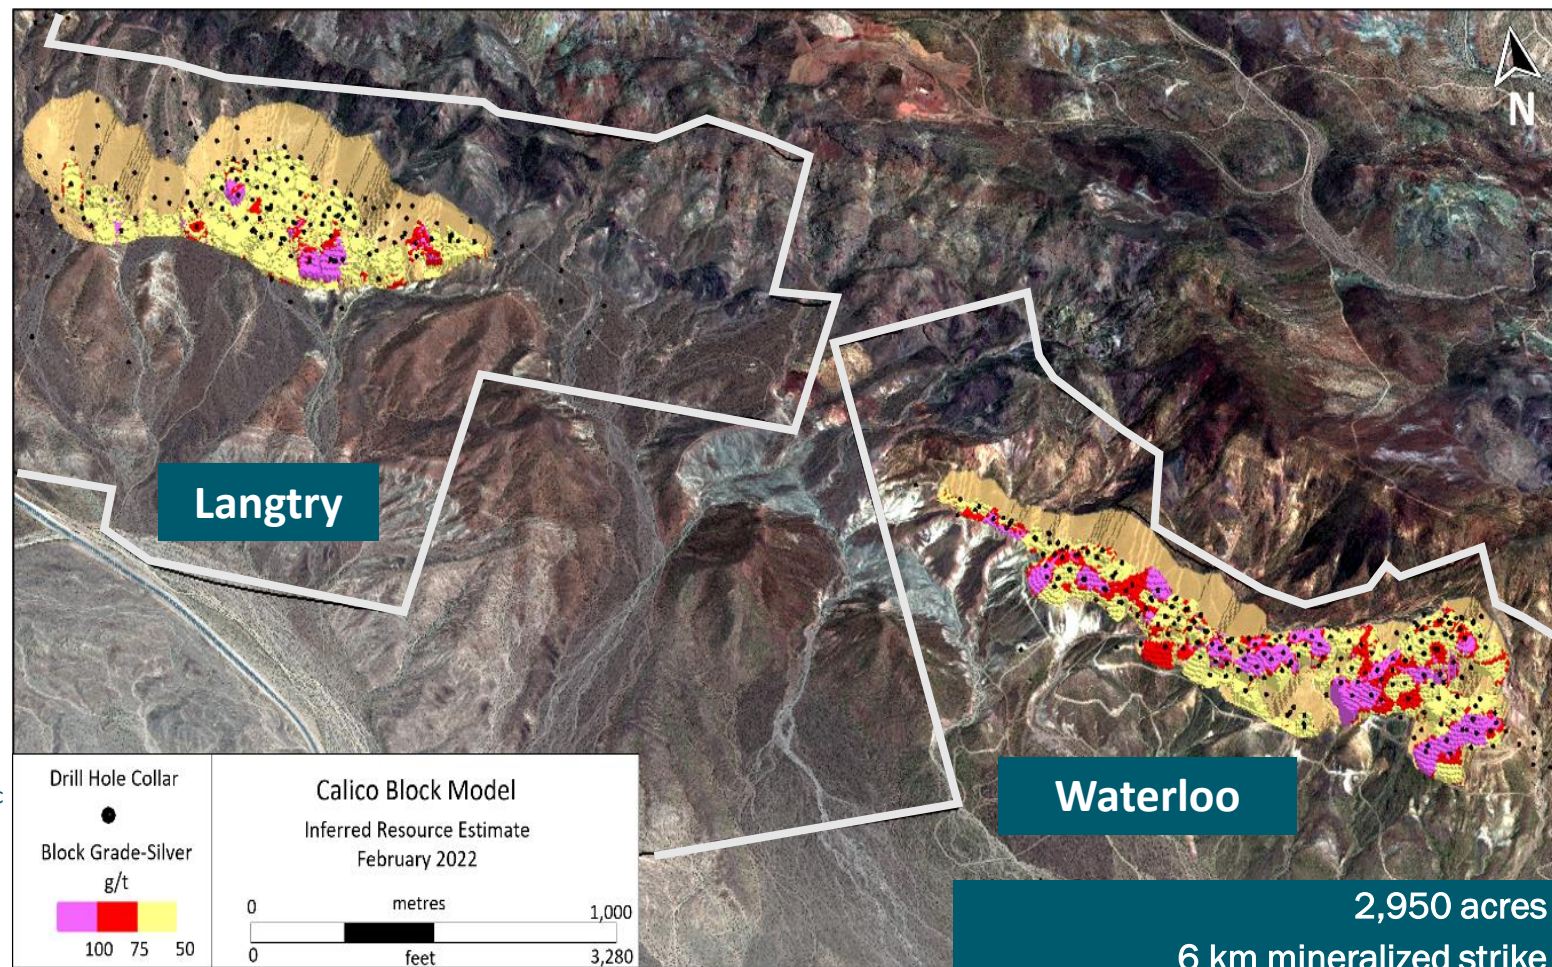 N
Langtry
Waterloo
Drill Hole Collar
Block Grade-Silver
g/t
100 75 50
Calico Block Model
Inferred Resource Estimate
February 2022
0 metres 1,000
0 feet 3,280
2,950 acres
6 km mineralized strike